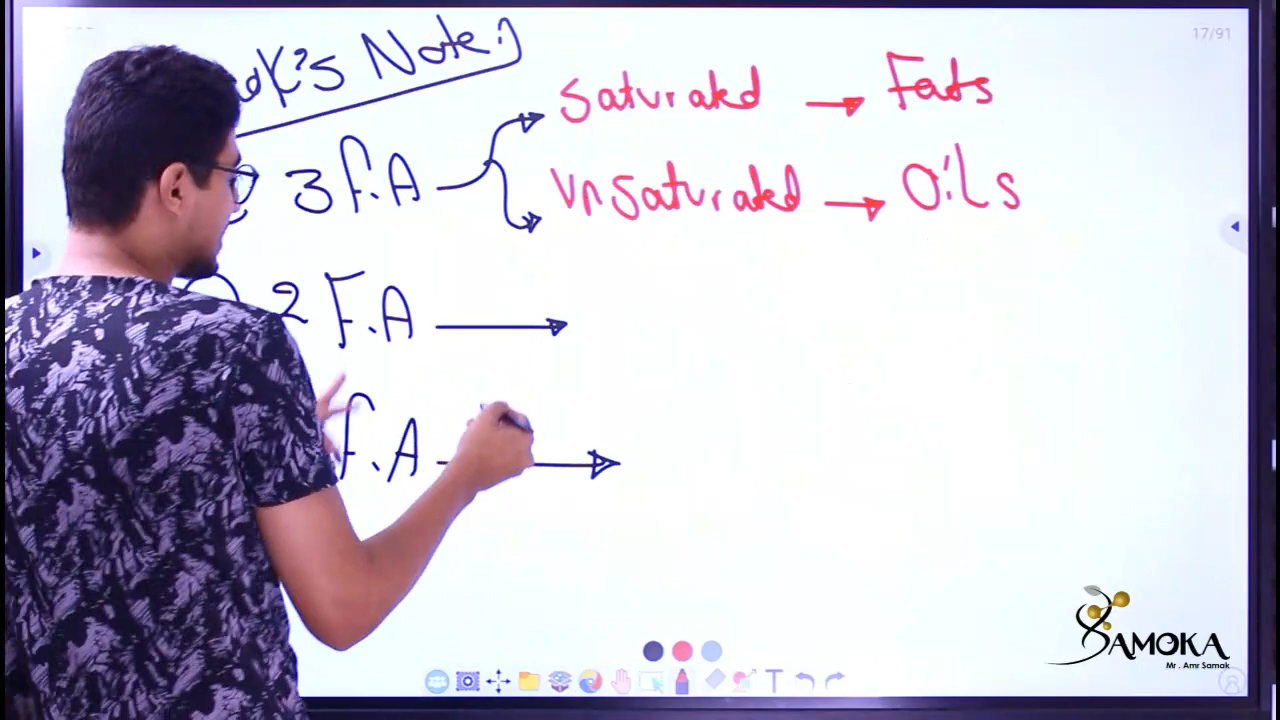 17/91
Note:
3 F.A → Saturated → Fats
Unsaturated → Oils
2 F.A →
F.A →
SAMOKA
Mr . Amr Samak